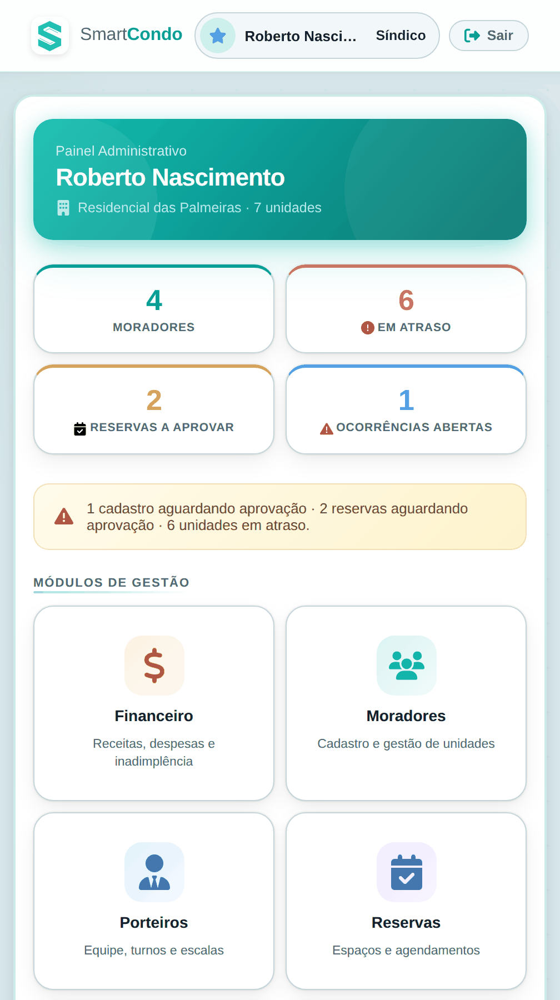 SmartCondo
Roberto Nasci...
Síndico
Sair
Painel Administrativo
Roberto Nascimento
Residencial das Palmeiras · 7 unidades
4
MORADORES
6
EM ATRASO
2
RESERVAS A APROVAR
1
OCORRÊNCIAS ABERTAS
1 cadastro aguardando aprovação · 2 reservas aguardando
aprovação · 6 unidades em atraso.
MÓDULOS DE GESTÃO
Financeiro
Receitas, despesas e
inadimplência
Moradores
Cadastro e gestão de unidades
Porteiros
Equipe, turnos e escalas
Reservas
Espaços e agendamentos